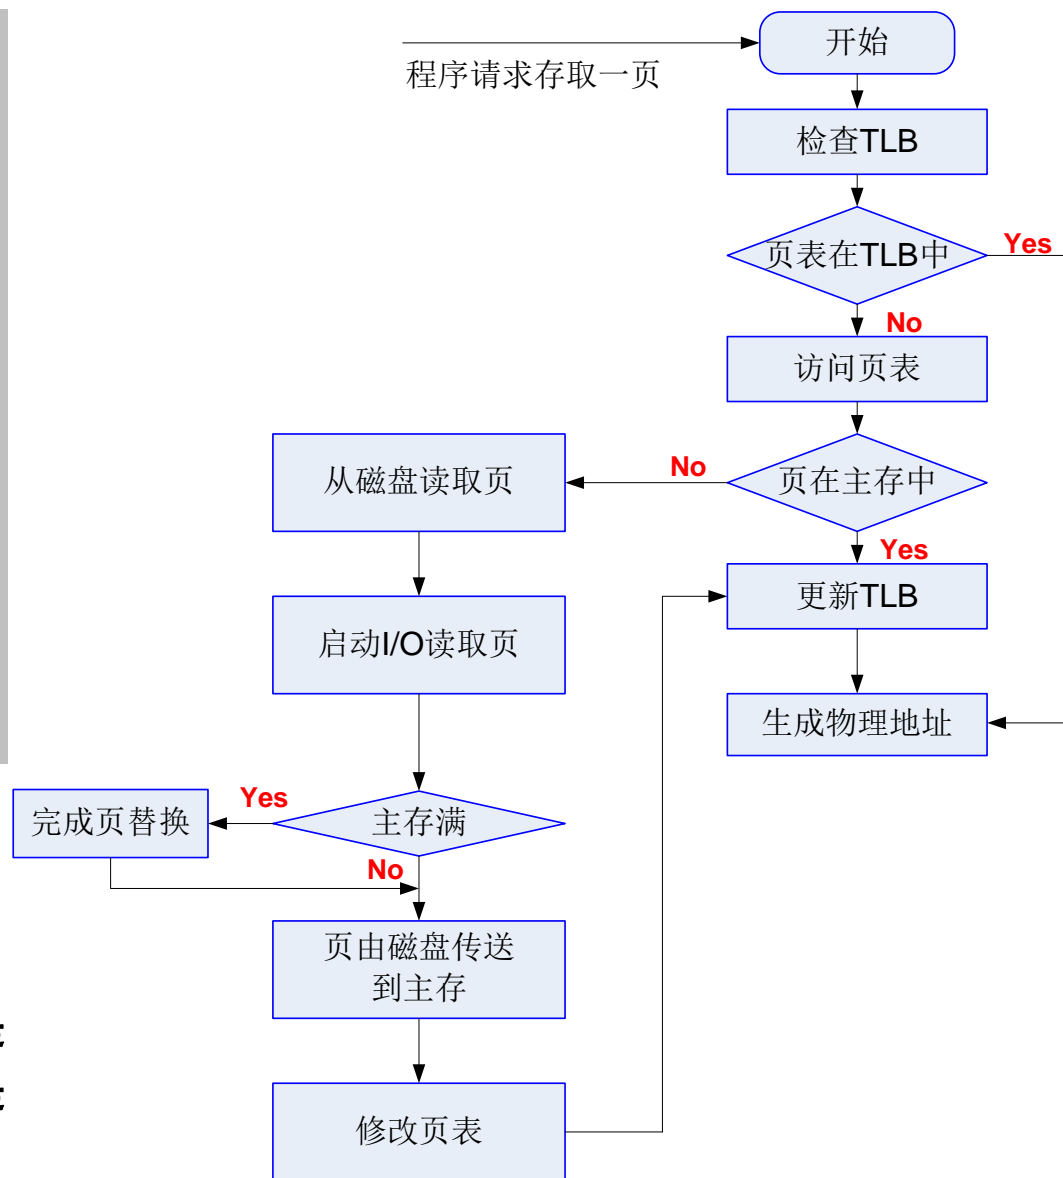 开始
程序请求存取一页
检查TLB
页表在TLB中
Yes
No
访问页表
页在主存中
No
Yes
从磁盘读取页
更新TLB
启动I/O读取页
生成物理地址
主存满
Yes
完成页替换
No
页由磁盘传送
到主存
修改页表